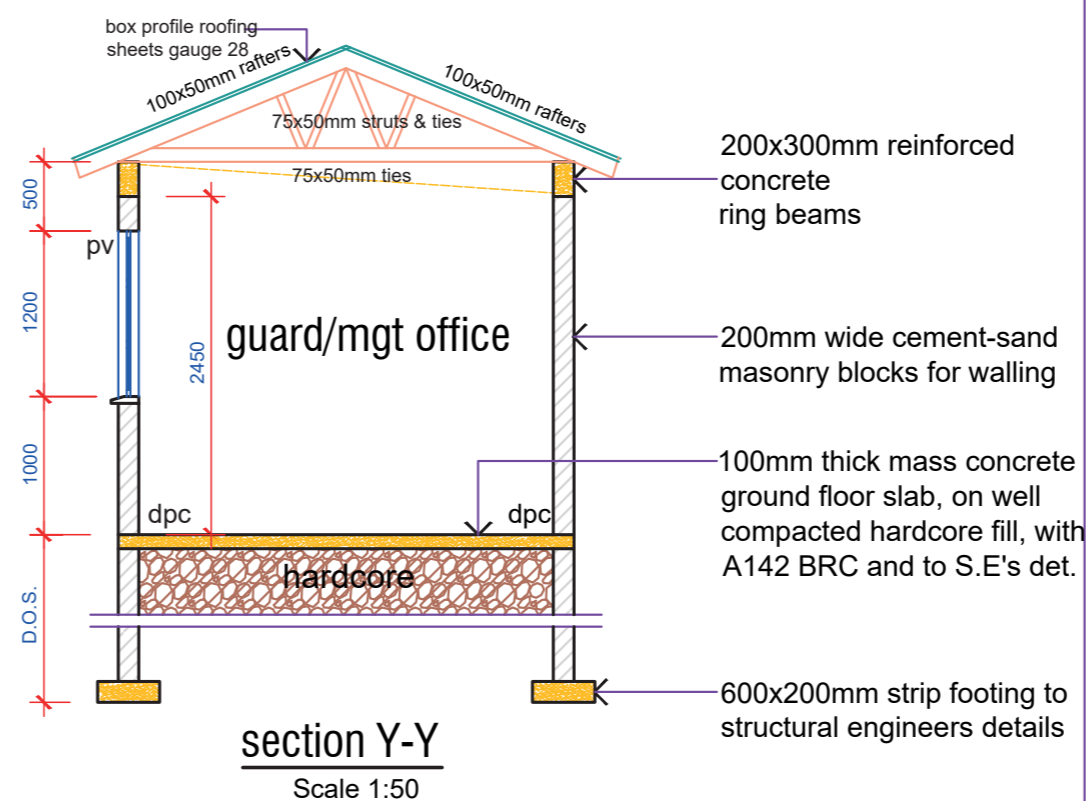 box profile roofing
sheets gauge 28
100x50mm rafters
100x50mm rafters
75x50mm struts & ties
75x50mm ties
200x300mm reinforced
concrete
ring beams
500
pv
1200
2450
guard/mgt office
200mm wide cement-sand
masonry blocks for walling
1000
100mm thick mass concrete
ground floor slab, on well
compacted hardcore fill, with
A142 BRC and to S.E's det.
dpc
dpc
hardcore
D.O.S.
600x200mm strip footing to
structural engineers details
section Y-Y
Scale 1:50